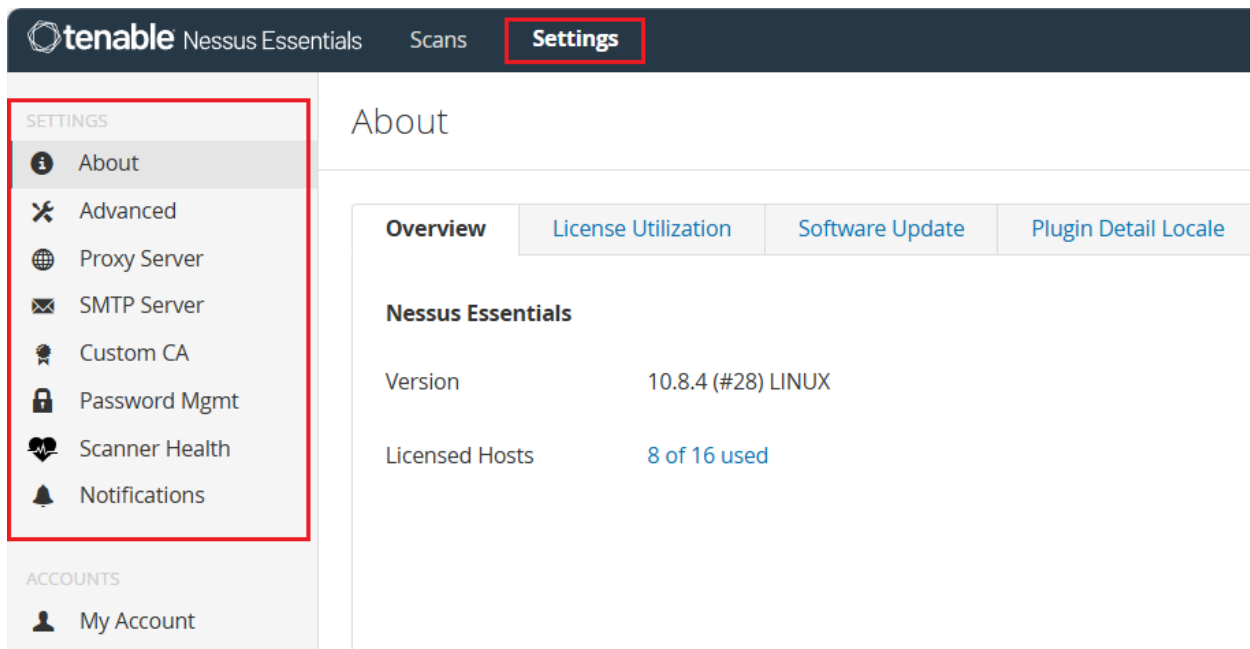 tenable Nessus Essentials Scans Settings
SETTINGS
About
Advanced
Proxy Server
SMTP Server
Custom CA
Password Mgmt
Scanner Health
Notifications
ACCOUNTS
My Account
About
Overview License Utilization Software Update Plugin Detail Locale
Nessus Essentials
Version 10.8.4 (#28) LINUX
Licensed Hosts 8 of 16 used